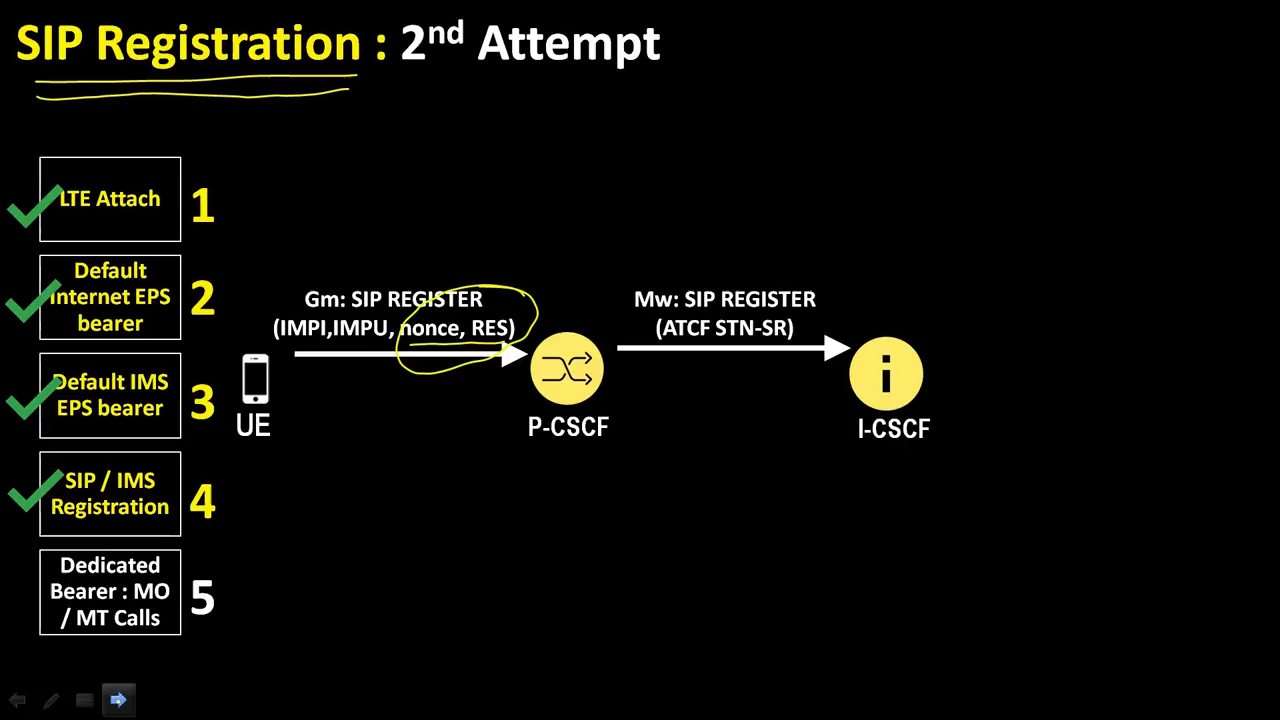 SIP Registration : 2nd Attempt
LTE Attach
1
Default
Internet EPS
bearer
2
Default IMS
EPS bearer
3
SIP / IMS
Registration
4
Dedicated
Bearer : MO
/ MT Calls
5
Gm: SIP REGISTER
(IMPI,IMPU, nonce, RES)
UE
P-CSCF
Mw: SIP REGISTER
(ATCF STN-SR)
i
I-CSCF